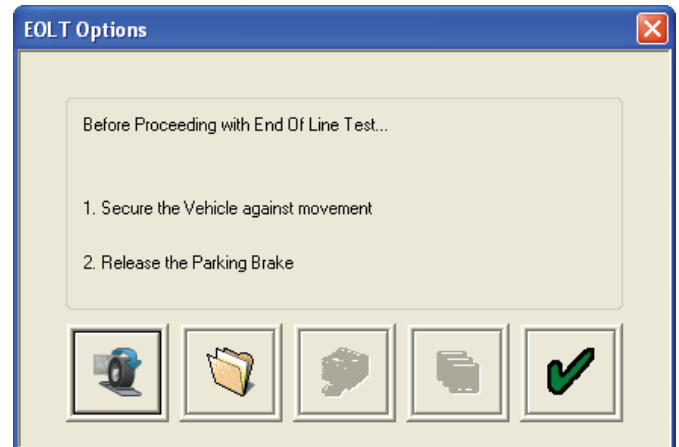 EOLT Options
Before Proceeding with End Of Line Test...
1. Secure the Vehicle against movement
2. Release the Parking Brake